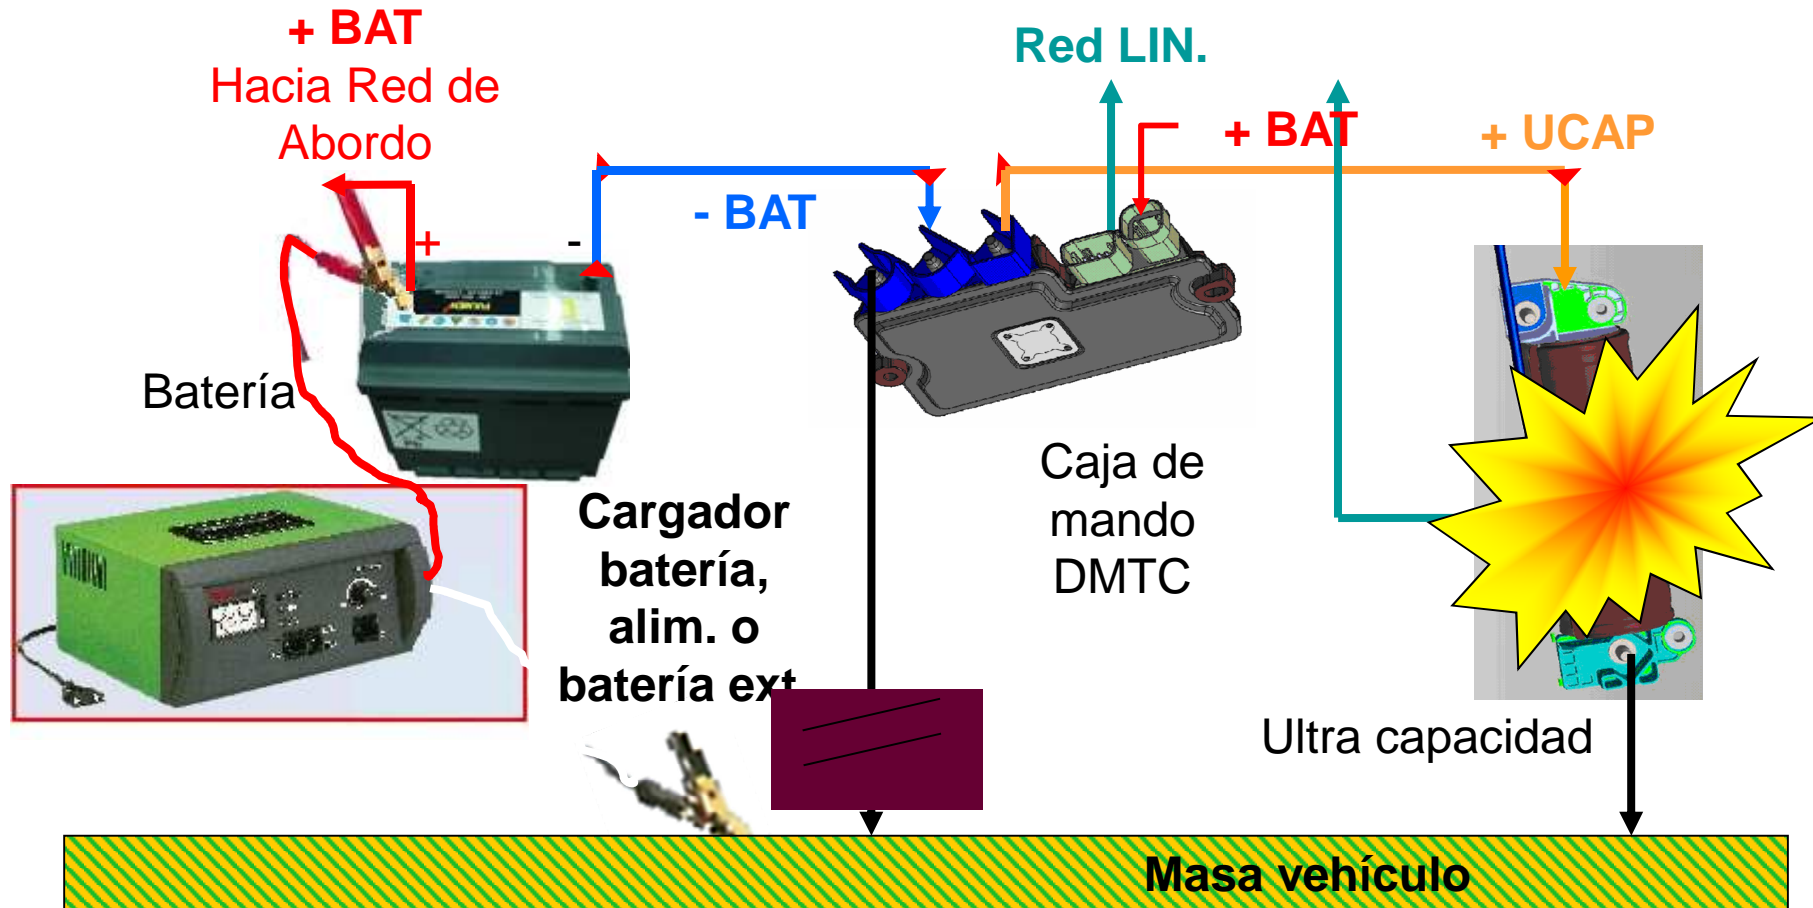 + BAT
Hacia Red de
Abordo
Red LIN.
+ BAT
+ UCAP
- BAT
+
-
Batería
Cargador
batería,
alim. o
batería ext
Caja de
mando
DMTC
Ultra capacidad
Masa vehículo